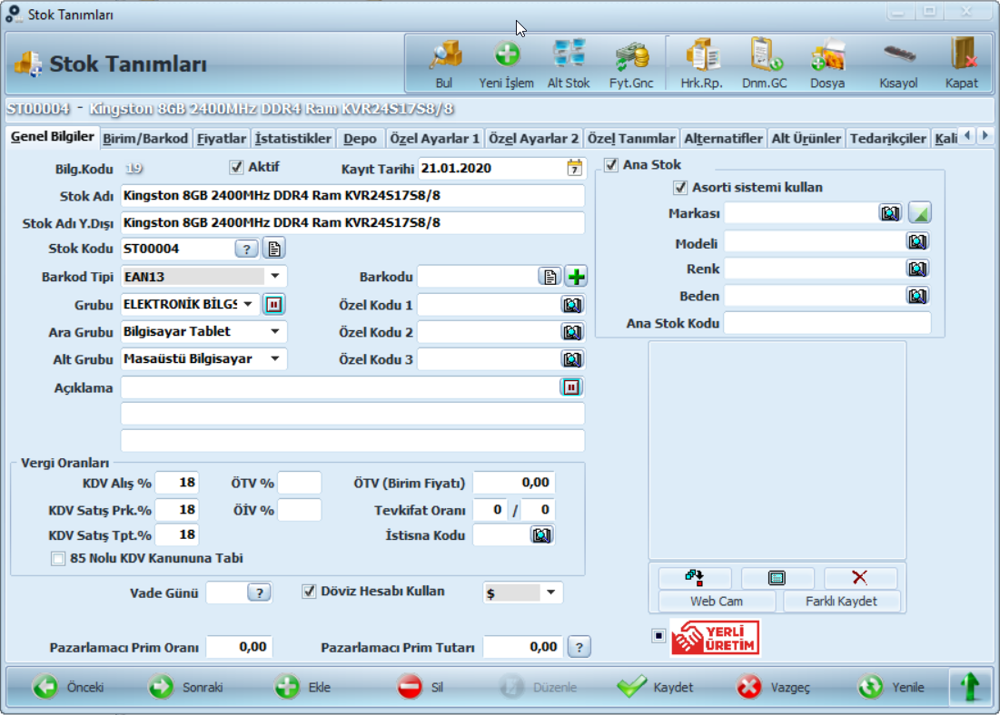 Stok Tanımları
Stok Tanımları
Bul Yeni İşlem Alt Stok Fyt.Gnc Hrk.Rp. Dnm.GC Dosya Kısayol Kapat
ST00004 - Kingston 8GB 2400MHz DDR4 Ram KVR24S17S8/8
Genel Bilgiler Birim/Barkod Fiyatlar İstatistikler Depo Özel Ayarlar 1 Özel Ayarlar 2 Özel Tanımlar Alternatifler Alt Ürünler Tedarikçiler Kali
Bilg.Kodu 19 Aktif Kayıt Tarihi 21.01.2020 7
Stok Adı Kingston 8GB 2400MHz DDR4 Ram KVR24S17S8/8
Stok Adı Y.Dışı Kingston 8GB 2400MHz DDR4 Ram KVR24S17S8/8
Stok Kodu ST00004 ?
Barkod Tipi EAN13 Barkodu
Grubu ELEKTRONİK BİLGS Özel Kodu 1
Ara Grubu Bilgisayar Tablet Özel Kodu 2
Alt Grubu Masaüstü Bilgisayar Özel Kodu 3
Açıklama
Ana Stok
Asorti sistemi kullan
Markası
Modeli
Renk
Beden
Ana Stok Kodu
Vergi Oranları
KDV Alış % 18 ÖTV % ÖTV (Birim Fiyatı) 0,00
KDV Satış Prk.% 18 ÖİV % Tevkifat Oranı 0 / 0
KDV Satış Tpt.% 18 İstisna Kodu
85 Nolu KDV Kanununa Tabi
Vade Günü ? Döviz Hesabı Kullan $
Pazarlamacı Prim Oranı 0,00 Pazarlamacı Prim Tutarı 0,00 ?
Web Cam Farklı Kaydet
YERLİ
ÜRETİM
Önceki Sonraki Ekle Sil Düzenle Kaydet Vazgeç Yenile